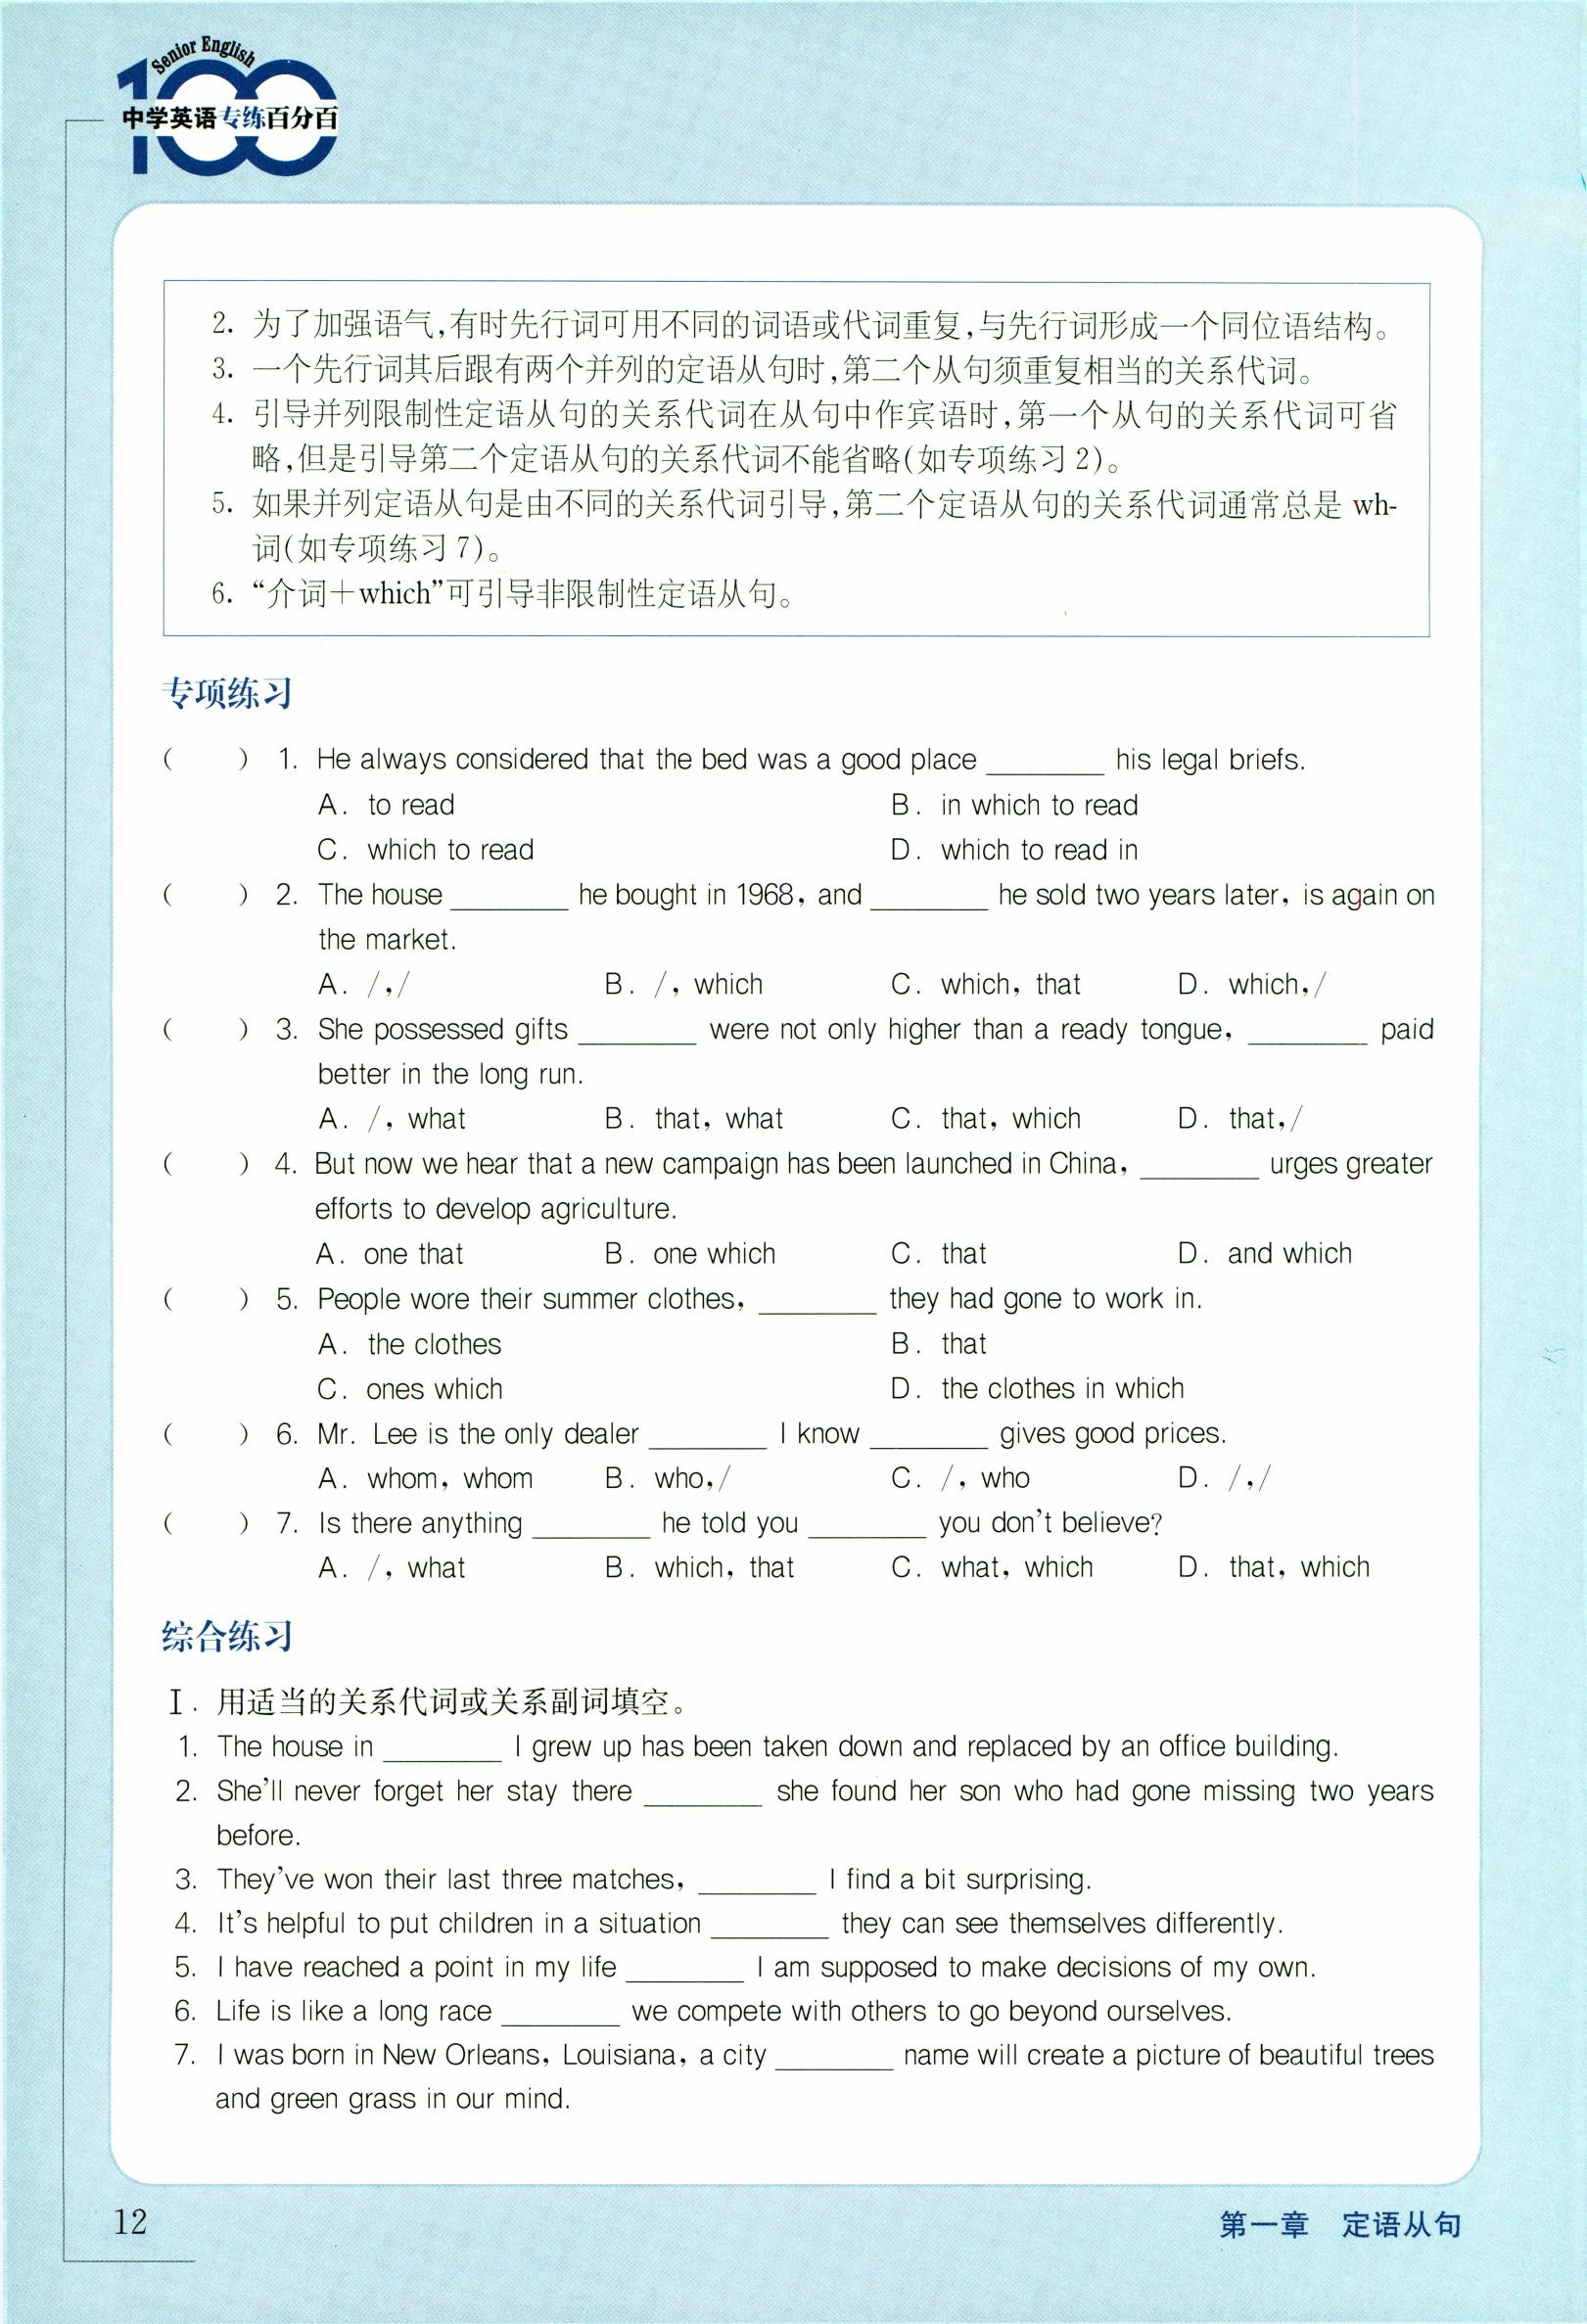 Senior English
100
中学英语专练百分百
2. 为了加强语气,有时先行词可用不同的词语或代词重复,与先行词形成一个同位语结构。
3. 一个先行词其后跟有两个并列的定语从句时,第二个从句须重复相当的关系代词。
4. 引导并列限制性定语从句的关系代词在从句中作宾语时,第一个从句的关系代词可省
略,但是引导第二个定语从句的关系代词不能省略(如专项练习2)。
5. 如果并列定语从句是由不同的关系代词引导,第二个定语从句的关系代词通常总是 wh-
词(如专项练习7)。
6. “介词＋which”可引导非限制性定语从句。
专项练习
( ) 1. He always considered that the bed was a good place ________ his legal briefs.
A. to read B. in which to read
C. which to read D. which to read in
( ) 2. The house ________ he bought in 1968, and ________ he sold two years later, is again on
the market.
A. /,/ B. /, which C. which, that D. which,/
( ) 3. She possessed gifts ________ were not only higher than a ready tongue, ________ paid
better in the long run.
A. /, what B. that, what C. that, which D. that,/
( ) 4. But now we hear that a new campaign has been launched in China, ________ urges greater
efforts to develop agriculture.
A. one that B. one which C. that D. and which
( ) 5. People wore their summer clothes, ________ they had gone to work in.
A. the clothes B. that
C. ones which D. the clothes in which
( ) 6. Mr. Lee is the only dealer ________ I know ________ gives good prices.
A. whom, whom B. who,/ C. /, who D. /,/
( ) 7. Is there anything ________ he told you ________ you don't believe?
A. /, what B. which, that C. what, which D. that, which
综合练习
Ⅰ. 用适当的关系代词或关系副词填空。
1. The house in ________ I grew up has been taken down and replaced by an office building.
2. She'll never forget her stay there ________ she found her son who had gone missing two years
before.
3. They've won their last three matches, ________ I find a bit surprising.
4. It's helpful to put children in a situation ________ they can see themselves differently.
5. I have reached a point in my life ________ I am supposed to make decisions of my own.
6. Life is like a long race ________ we compete with others to go beyond ourselves.
7. I was born in New Orleans, Louisiana, a city ________ name will create a picture of beautiful trees
and green grass in our mind.
12
第一章 定语从句